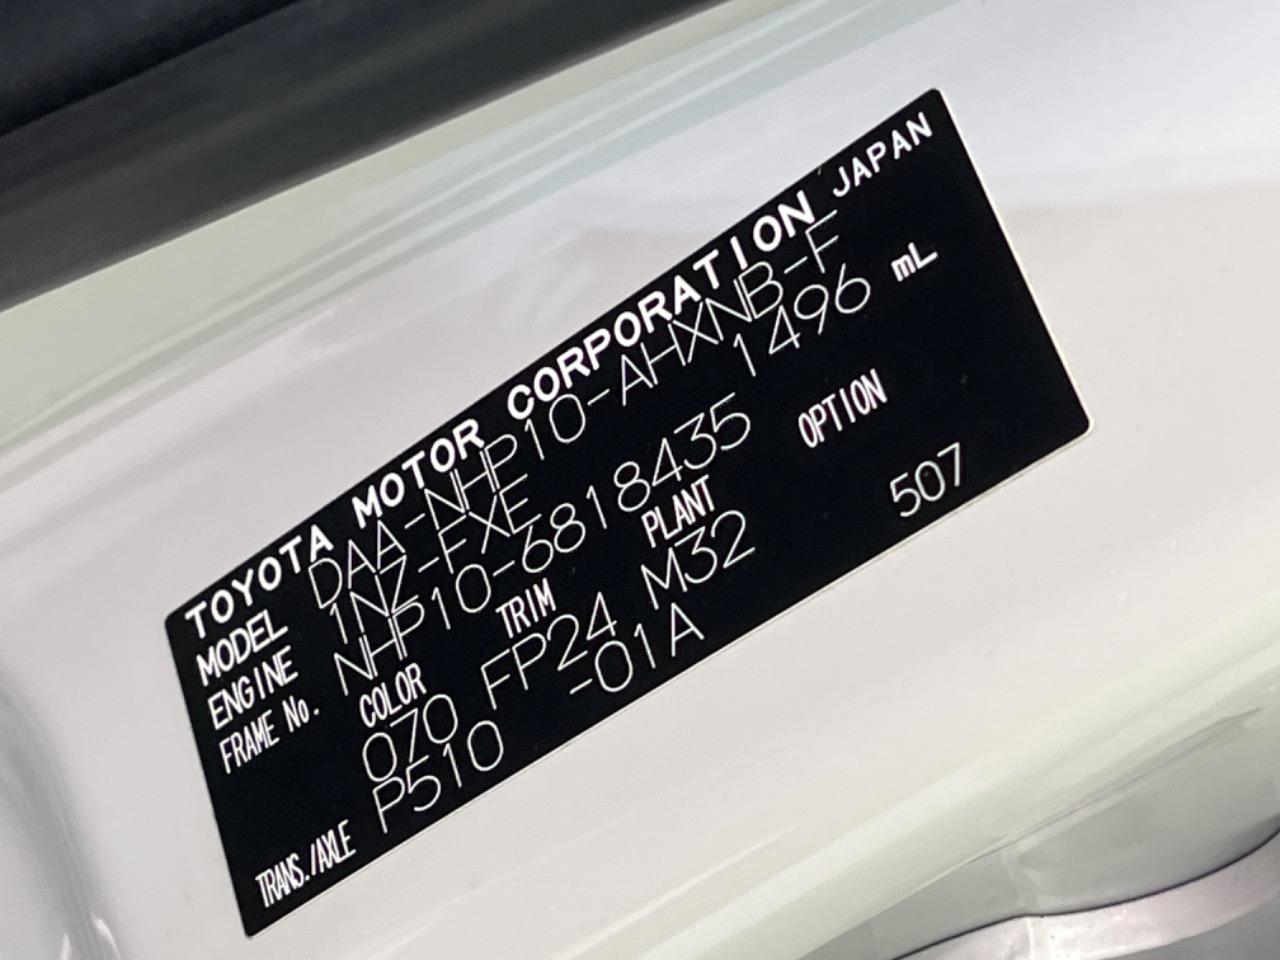 TOYOTA MOTOR CORPORATION JAPAN
MODEL DAA-NHP10-AHXNB-F
ENGINE 1NZ-FXE 1496 mL
FRAME No. NHP10-6818435
COLOR TRIM PLANT OPTION
070 FP24 M32 507
TRANS./AXLE P510 -01A